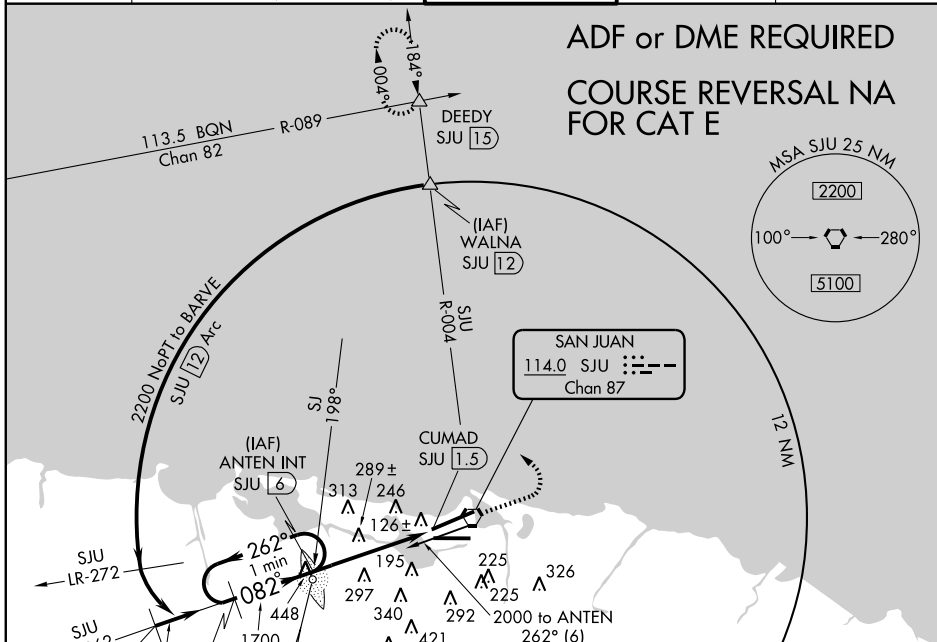 ADF or DME REQUIRED
COURSE REVERSAL NA
FOR CAT E
184°
004°
DEEDY
SJU 15
113.5 BQN
R-089
Chan 82
MSA SJU 25 NM
2200
100°
280°
5100
(IAF)
WALNA
SJU 12
2200 NoPT to BARVE
SJU 12 Arc
SJU
R-004
SAN JUAN
114.0 SJU
Chan 87
SJ
198°
12 NM
(IAF)
ANTEN INT
SJU 6
CUMAD
SJU 1.5
289±
313
246
126±
SJU
LR-272
262°
1 min
082°
195
225
326
297
225
448
340
292
2000 to ANTEN
262° (6)
SJU
1700
421